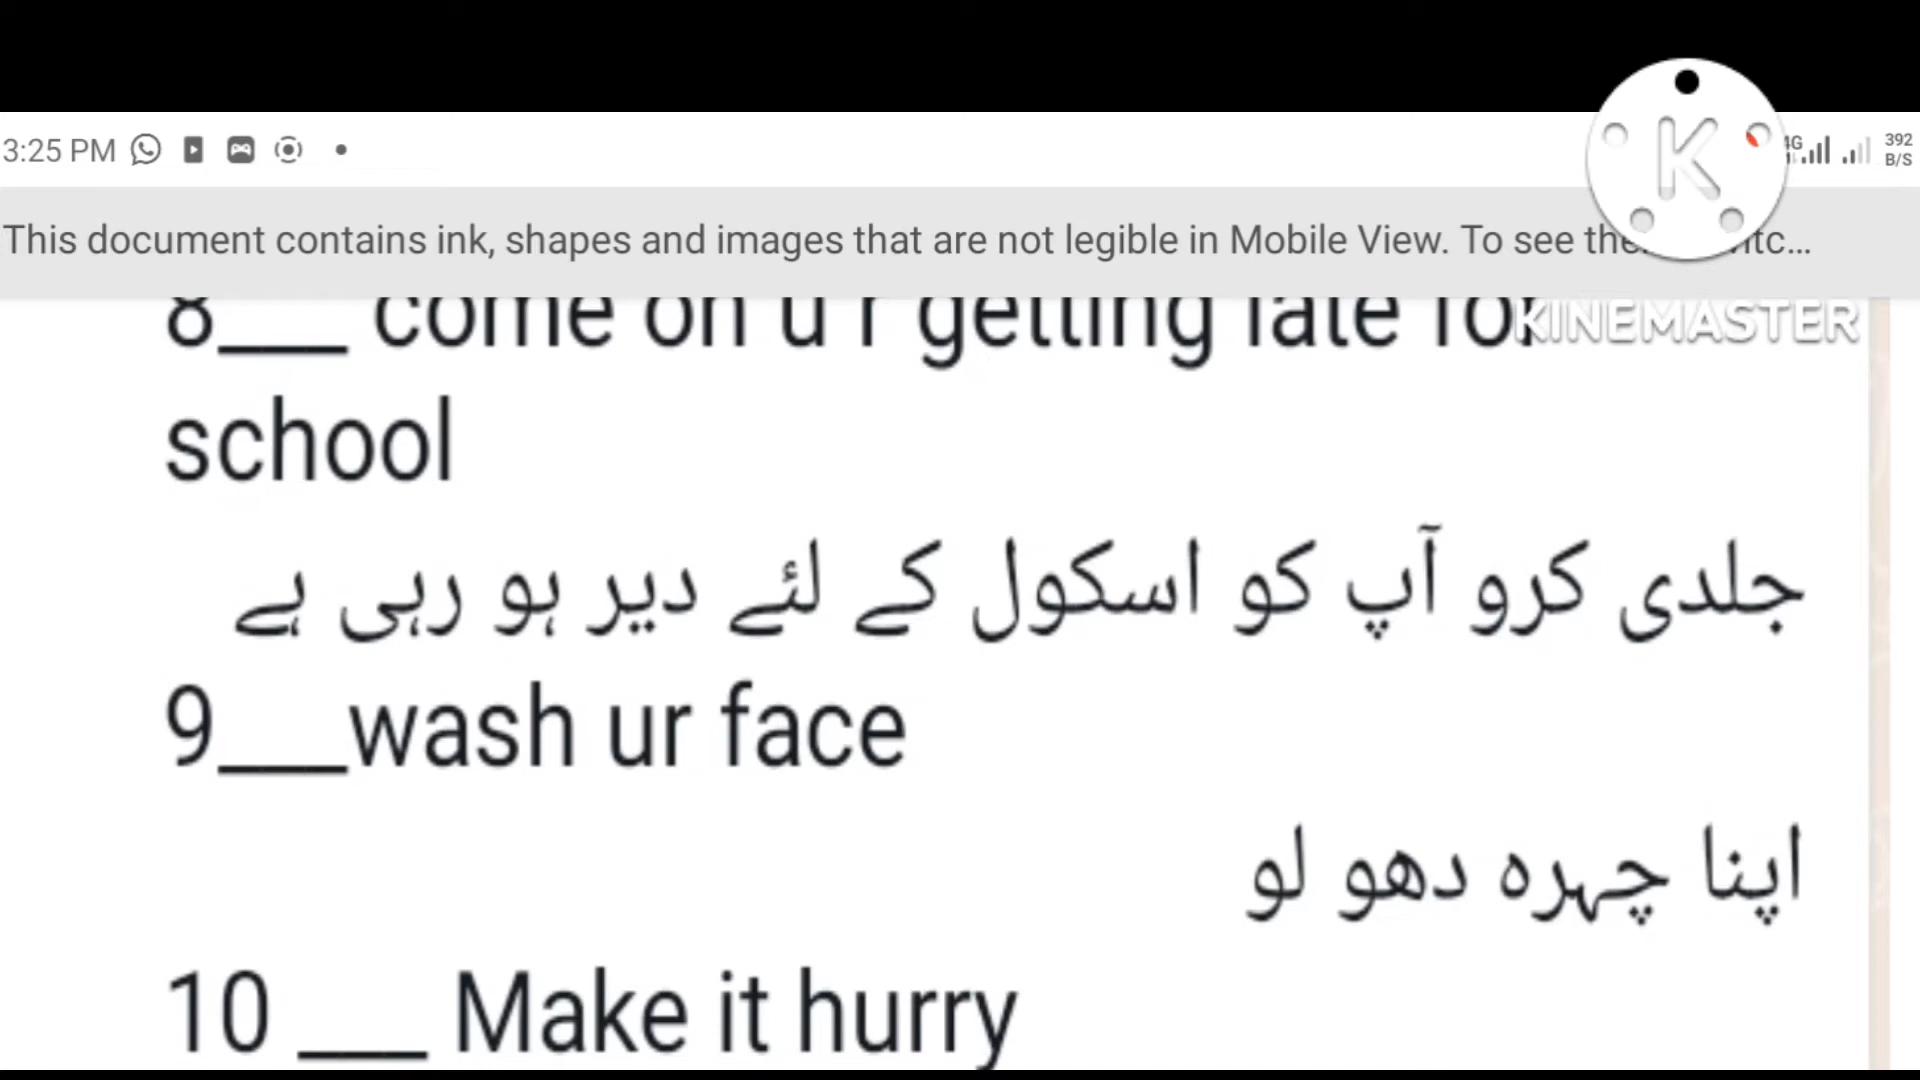 3:25 PM
4G 392 B/S
K
This document contains ink, shapes and images that are not legible in Mobile View. To see
KINEMASTER
8___ come on u r getting late for
school
جلدی کرو آپ کو اسکول کے لئے دیر ہو رہی ہے
9___wash ur face
اپنا چہرہ دھو لو
10 ___ Make it hurry